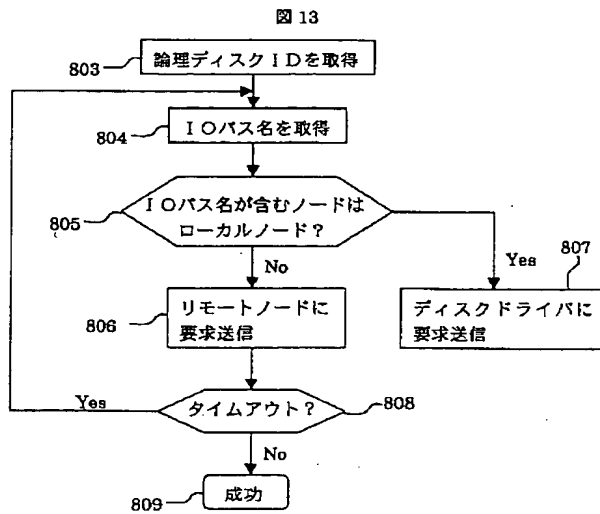 図 13
803
論理ディスクＩＤを取得
804
ＩＯパス名を取得
805
ＩＯパス名が含むノードは
ローカルノード？
No
Yes
806
リモートノードに
要求送信
807
ディスクドライバに
要求送信
Yes
タイムアウト？
808
No
809
成功